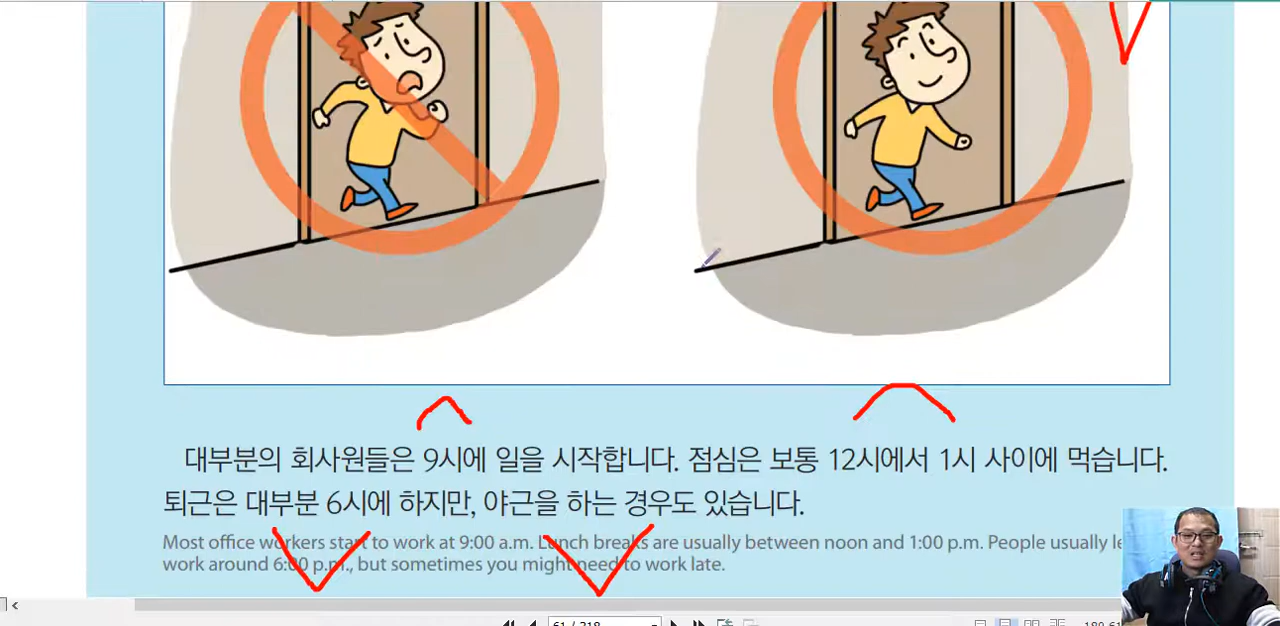 대부분의 회사원들은 9시에 일을 시작합니다. 점심은 보통 12시에서 1시 사이에 먹습니다.
퇴근은 대부분 6시에 하지만, 야근을 하는 경우도 있습니다.
Most office workers start to work at 9:00 a.m. Lunch breaks are usually between noon and 1:00 p.m. People usually
work around 6:00 p.m., but sometimes you might need to work late.
61 / 218